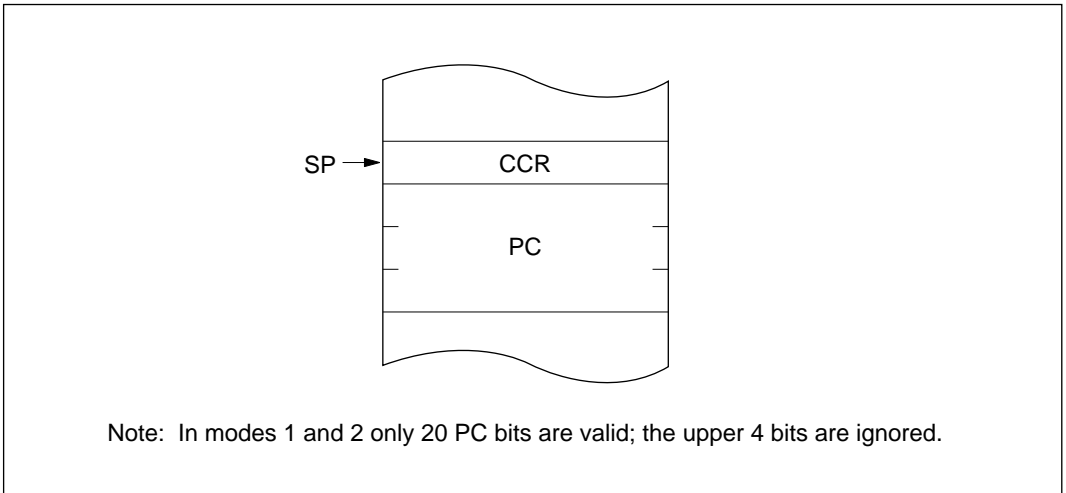 SP
CCR
PC
Note: In modes 1 and 2 only 20 PC bits are valid; the upper 4 bits are ignored.